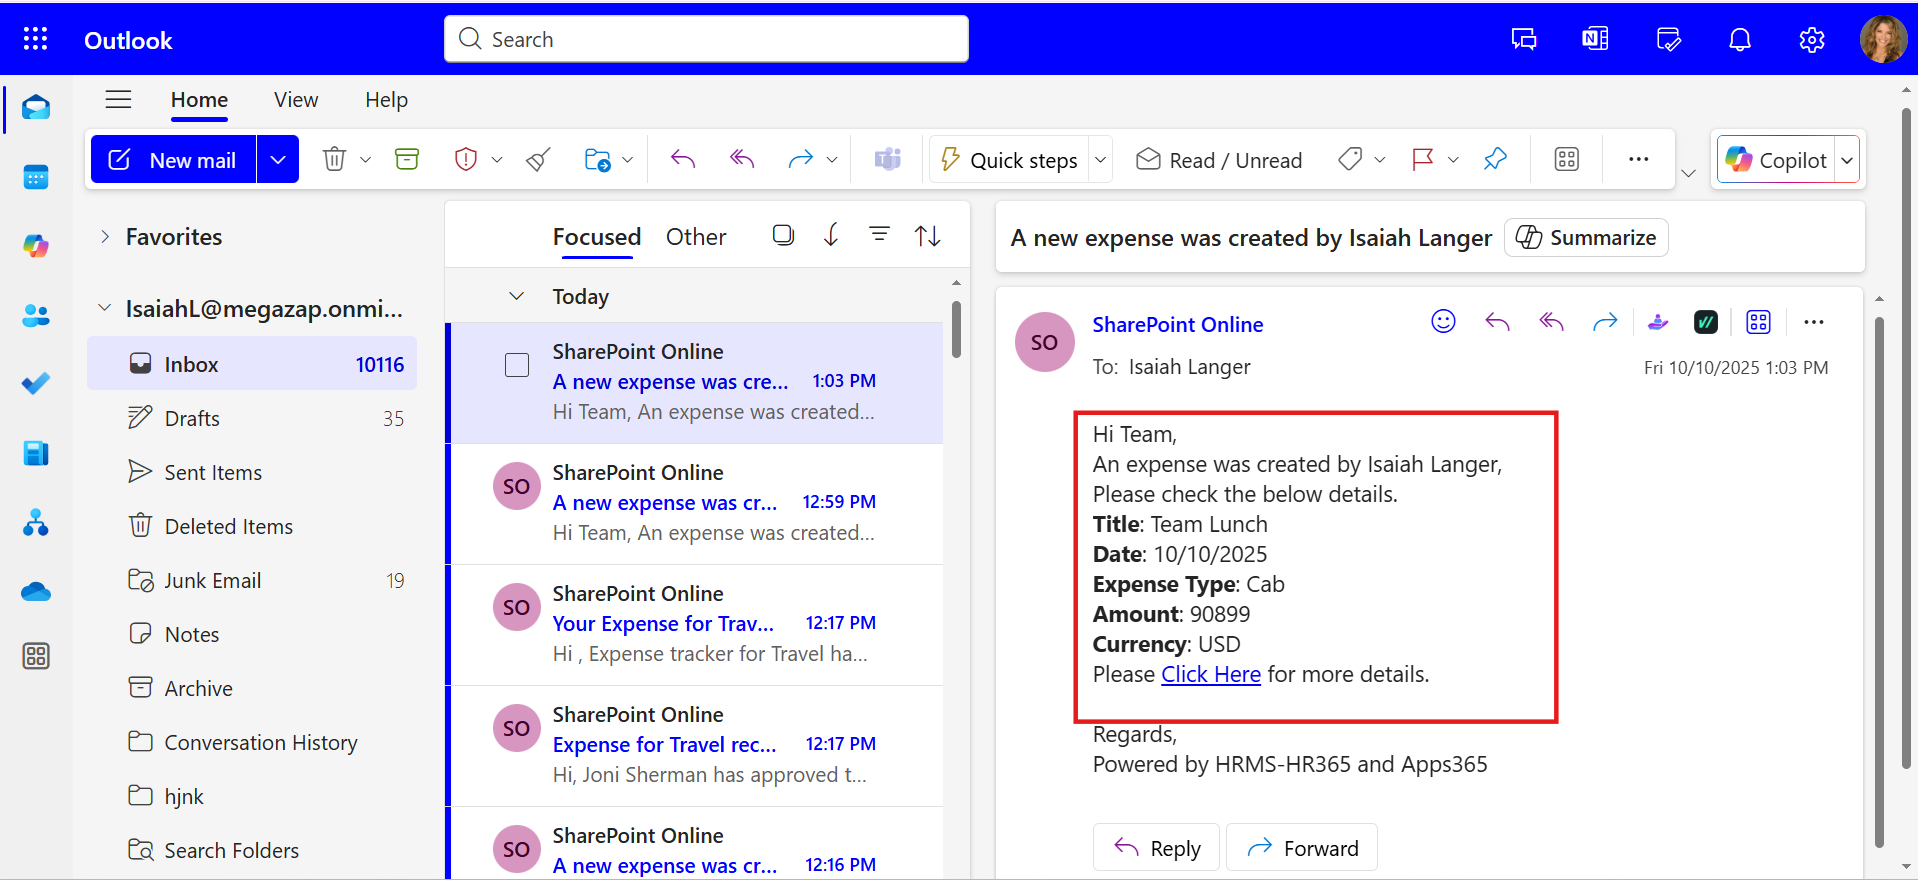 Outlook
Search
Home View Help
New mail
Quick steps
Read / Unread
Copilot
Favorites
IsaiahL@megazap.onmi...
Inbox 10116
Drafts 35
Sent Items
Deleted Items
Junk Email 19
Notes
Archive
Conversation History
hjnk
Search Folders
Focused Other
Today
SharePoint Online
A new expense was cre... 1:03 PM
Hi Team, An expense was created...
SO
SharePoint Online
A new expense was cr... 12:59 PM
Hi Team, An expense was created...
SO
SharePoint Online
Your Expense for Trav... 12:17 PM
Hi , Expense tracker for Travel ha...
SO
SharePoint Online
Expense for Travel rec... 12:17 PM
Hi, Joni Sherman has approved t...
SO
SharePoint Online
A new expense was cr... 12:16 PM
A new expense was created by Isaiah Langer
Summarize
SO
SharePoint Online
To: Isaiah Langer
Fri 10/10/2025 1:03 PM
Hi Team,
An expense was created by Isaiah Langer,
Please check the below details.
Title: Team Lunch
Date: 10/10/2025
Expense Type: Cab
Amount: 90899
Currency: USD
Please Click Here for more details.
Regards,
Powered by HRMS-HR365 and Apps365
Reply
Forward